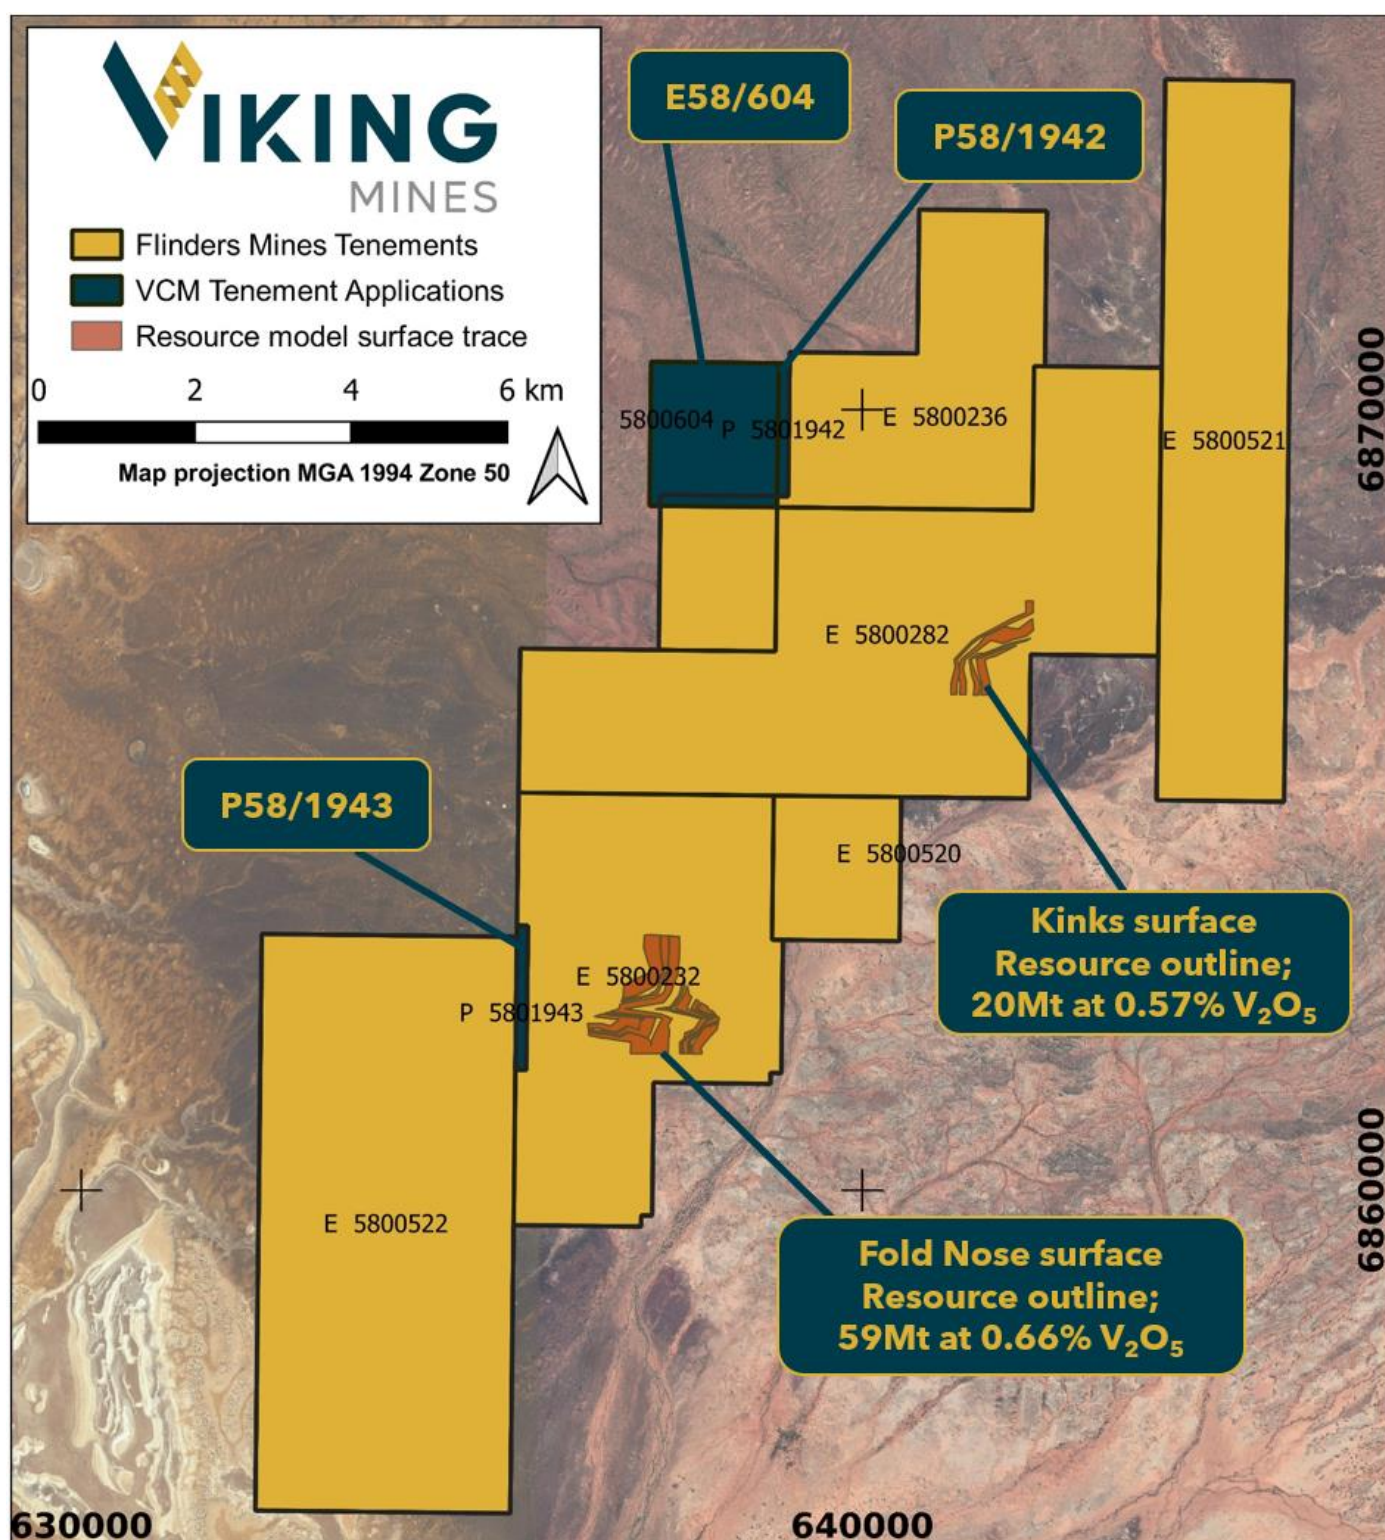 VIKING
MINES
Flinders Mines Tenements
VCM Tenement Applications
Resource model surface trace
0 2 4 6 km
Map projection MGA 1994 Zone 50
E58/604
P58/1942
5800604
P 5801942
E 5800236
E 5800521
6870000
E 5800282
P58/1943
E 5800520
Kinks surface
Resource outline;
20Mt at 0.57% V₂O₅
E 5800232
P 5801943
6860000
E 5800522
Fold Nose surface
Resource outline;
59Mt at 0.66% V₂O₅
630000
640000